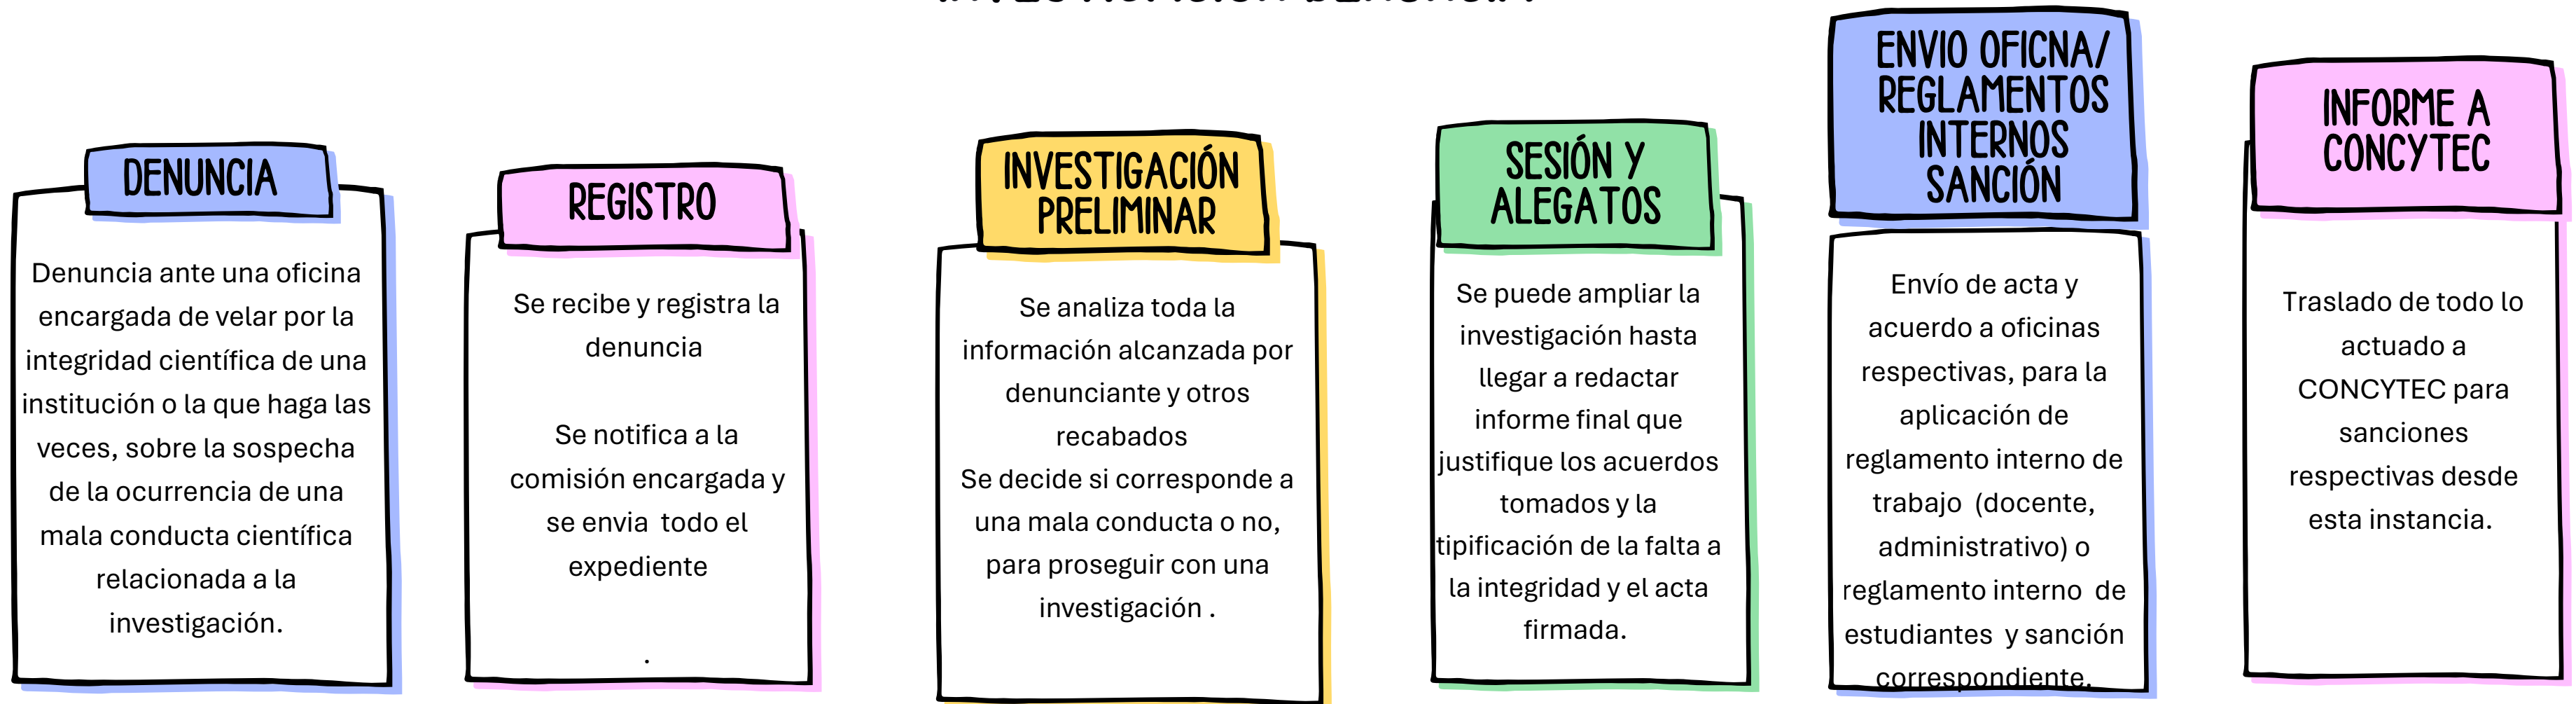 DENUNCIA
Denuncia ante una oficina
encargada de velar por la
integridad científica de una
institución o la que haga las
veces, sobre la sospecha
de la ocurrencia de una
mala conducta científica
relacionada a la
investigación.
REGISTRO
Se recibe y registra la
denuncia
Se notifica a la
comisión encargada y
se envia todo el
expediente
.
INVESTIGACIÓN
PRELIMINAR
Se analiza toda la
información alcanzada por
denunciante y otros
recabados
Se decide si corresponde a
una mala conducta o no,
para proseguir con una
investigación .
SESIÓN Y
ALEGATOS
Se puede ampliar la
investigación hasta
llegar a redactar
informe final que
justifique los acuerdos
tomados y la
tipificación de la falta a
la integridad y el acta
firmada.
ENVIO OFICNA/
REGLAMENTOS
INTERNOS
SANCIÓN
Envío de acta y
acuerdo a oficinas
respectivas, para la
aplicación de
reglamento interno de
trabajo (docente,
administrativo) o
reglamento interno de
estudiantes y sanción
correspondiente.
INFORME A
CONCYTEC
Traslado de todo lo
actuado a
CONCYTEC para
sanciones
respectivas desde
esta instancia.